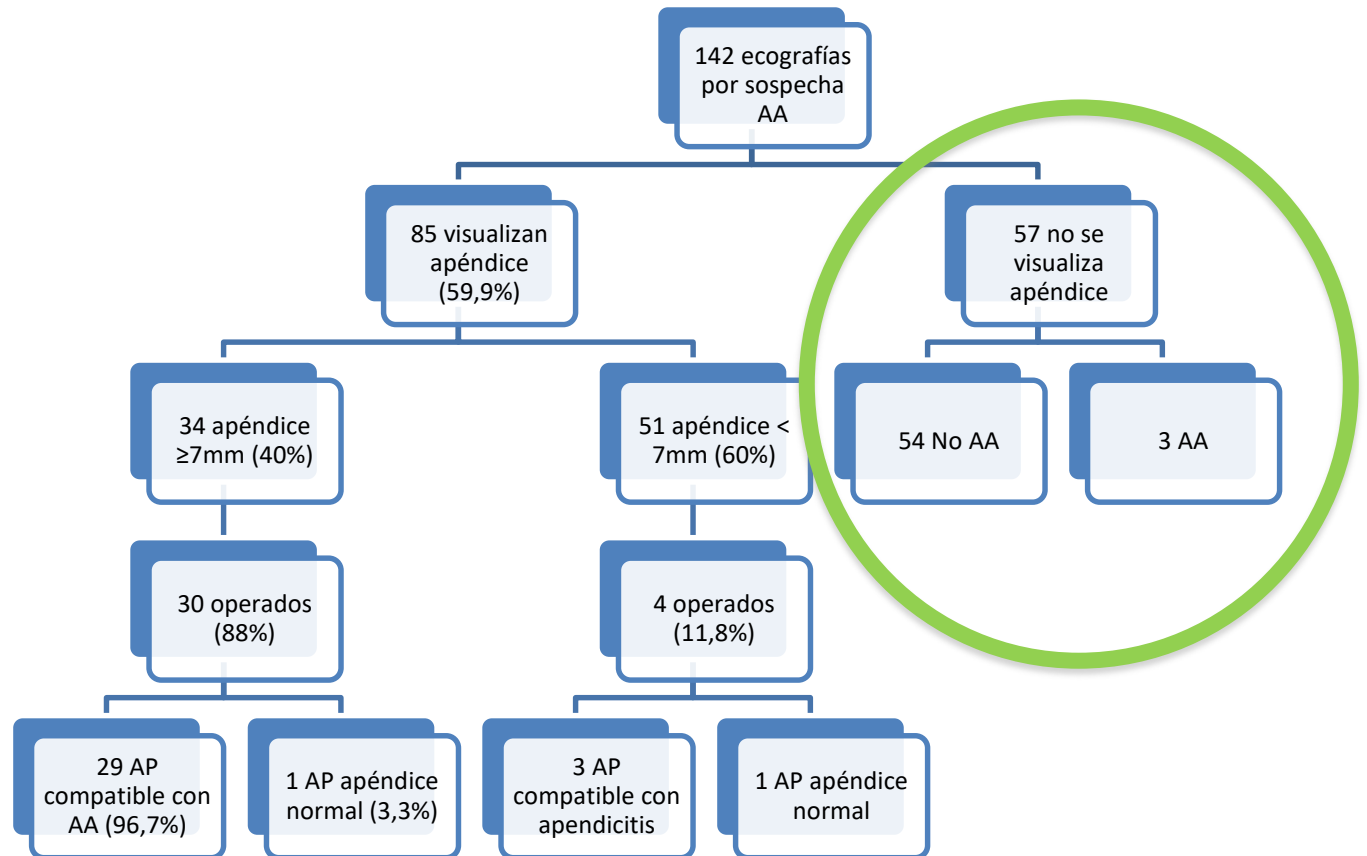 142 ecografías
por sospecha
AA
85 visualizan
apéndice
(59,9%)
57 no se
visualiza
apéndice
34 apéndice
≥7mm (40%)
51 apéndice <
7mm (60%)
54 No AA
3 AA
30 operados
(88%)
4 operados
(11,8%)
29 AP
compatible con
AA (96,7%)
1 AP apéndice
normal (3,3%)
3 AP
compatible con
apendicitis
1 AP apéndice
normal